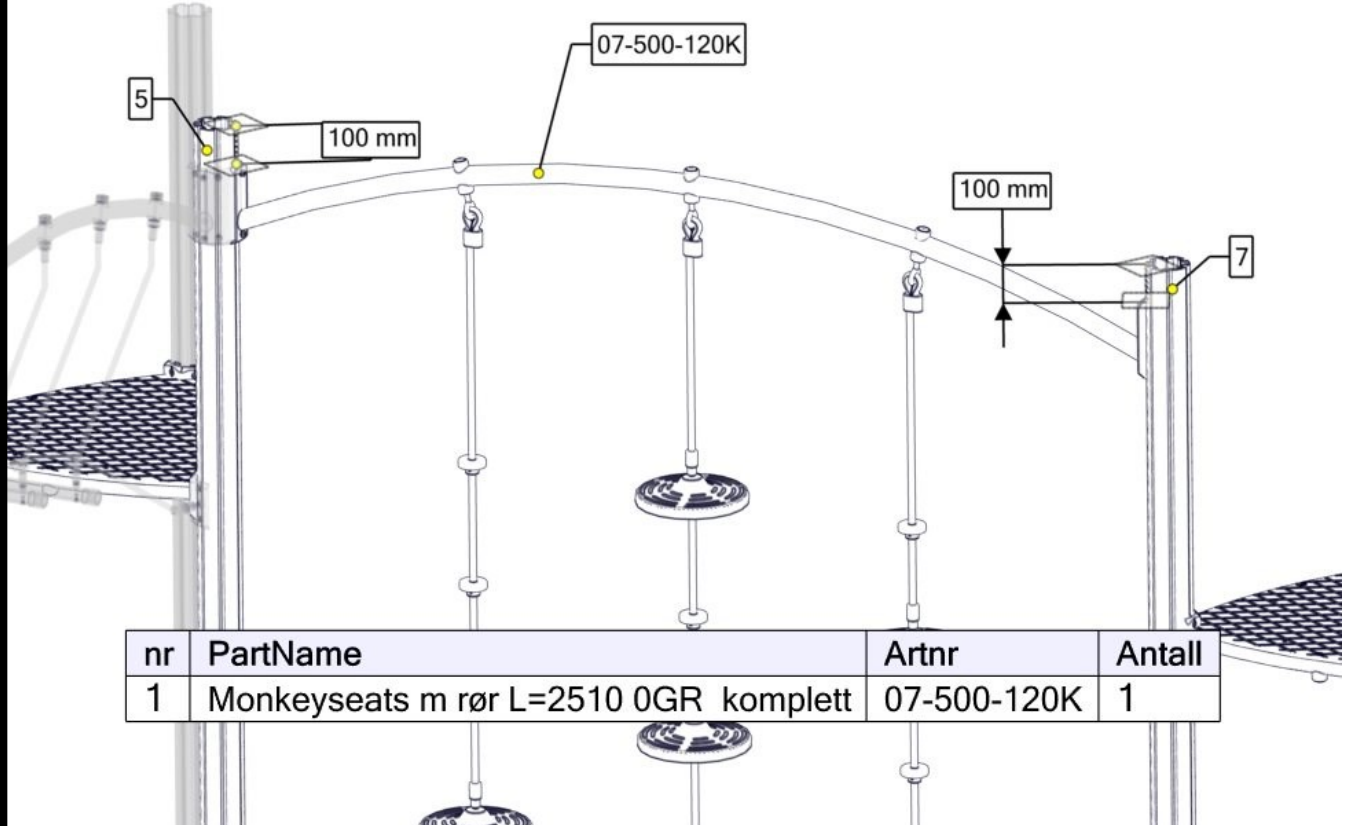 07-500-120K
5
100 mm
100 mm
7
nr PartName Artnr Antall
1 Monkeyseats m rør L=2510 0GR komplett 07-500-120K 1